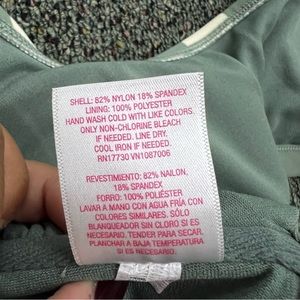 SHELL: 82% NYLON 18% SPANDEX
LINING: 100% POLYESTER
HAND WASH COLD WITH LIKE COLORS.
ONLY NON-CHLORINE BLEACH
IF NEEDED. LINE DRY.
COOL IRON IF NEEDED.
RN17730 VN1087006
REVESTIMIENTO: 82% NAILON,
18% SPANDEX
FORRO: 100% POLIÉSTER
LAVAR A MANO CON AGUA FRÍA CON
COLORES SIMILARES. SÓLO
BLANQUEADOR SIN CLORO SI ES
NECESARIO. TENDER PARA SECAR.
PLANCHAR A BAJA TEMPERATURA
SI ES NECESARIO.